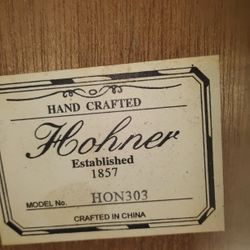 HAND CRAFTED
Hohner
Established
1857
MODEL No. HON303
CRAFTED IN CHINA